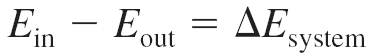 E_in − E_out = ΔE_system